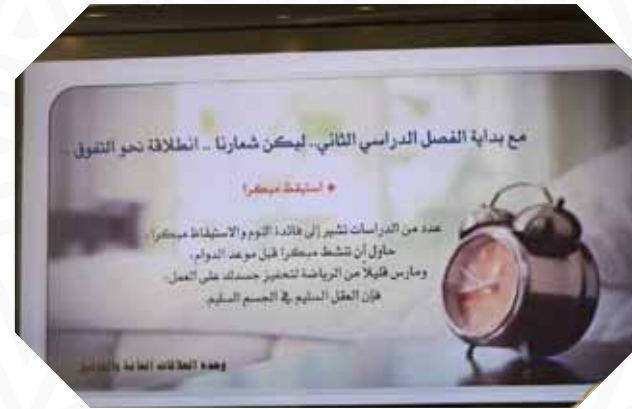 مع بداية الفصل الدراسي الثاني.. ليكن شعارنا .. انطلاقة نحو التفوق ..
استيقظ مبكرا
عدد من الدراسات تشير إلى فائدة النوم والاستيقاظ مبكرا،
حاول أن تنشط مبكرا قبل موعد الدوام،
ومارس قليلا من الرياضة لتحفيز جسدك على العمل،
فإن العقل السليم في الجسم السليم.
وحدة العلاقات العامة